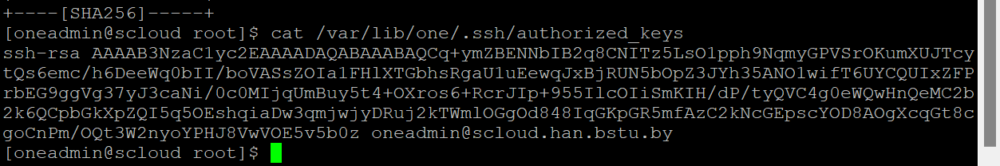 +----[SHA256]-----+
[oneadmin@scloud root]$ cat /var/lib/one/.ssh/authorized_keys
ssh-rsa AAAAB3NzaC1yc2EAAAADAQABAAABAQCq+ymZBENNbIB2q8CNITz5LsO1pph9NqmyGPVSrOKumXUJTcy
tQs6emc/h6DeeWq0bII/boVASsZOIa1FHlXTGbhsRgaU1uEewqJxBjRUN5bOpZ3JYh35ANO1wifT6UYCQUIxZFP
rbEG9ggVg37yJ3caNi/0c0MIjqUmBuy5t4+OXros6+RcrJIp+955IlcOIiSmKIH/dP/tyQVC4g0eWQwHnQeMC2b
2k6QCpbGkXpZQI5q5OEshqiaDw3qmjwjyDRuj2kTWmlOGgOd848IqGKpGR5mfAzC2kNcGEpscYOD8AOgXcqGt8c
goCnPm/OQt3W2nyoYPHJ8VwVOE5v5b0z oneadmin@scloud.han.bstu.by
[oneadmin@scloud root]$